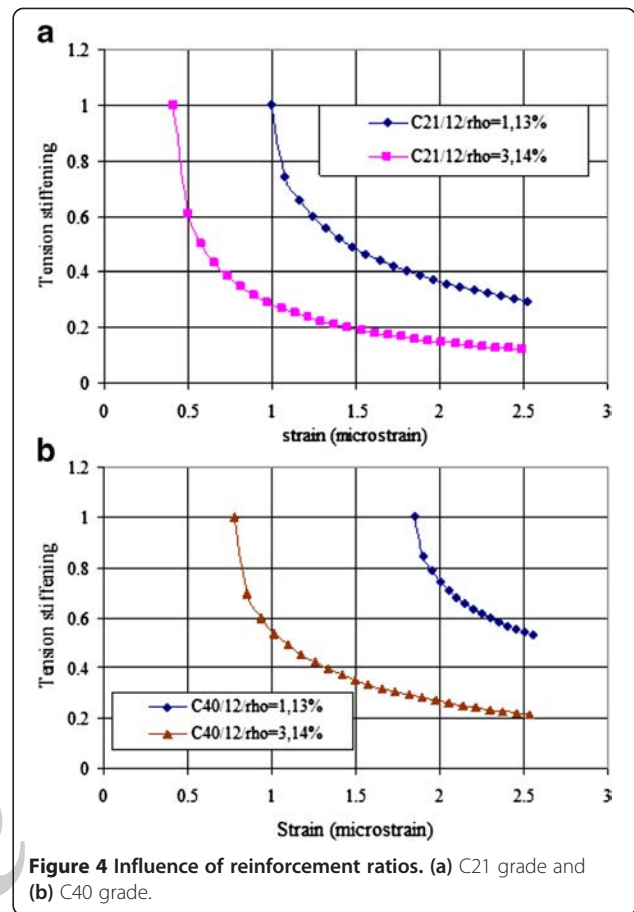 a
1.2
1
0.8
0.6
0.4
0.2
0
Tension stiffening
C21/12/rho=1,13%
C21/12/rho=3,14%
0 0.5 1 1.5 2 2.5 3
strain (microstrain)
b
1.2
1
0.8
0.6
0.4
0.2
0
Tension stiffening
C40/12/rho=1,13%
C40/12/rho=3,14%
0 0.5 1 1.5 2 2.5 3
Strain (microstrain)
Figure 4 Influence of reinforcement ratios. (a) C21 grade and
(b) C40 grade.